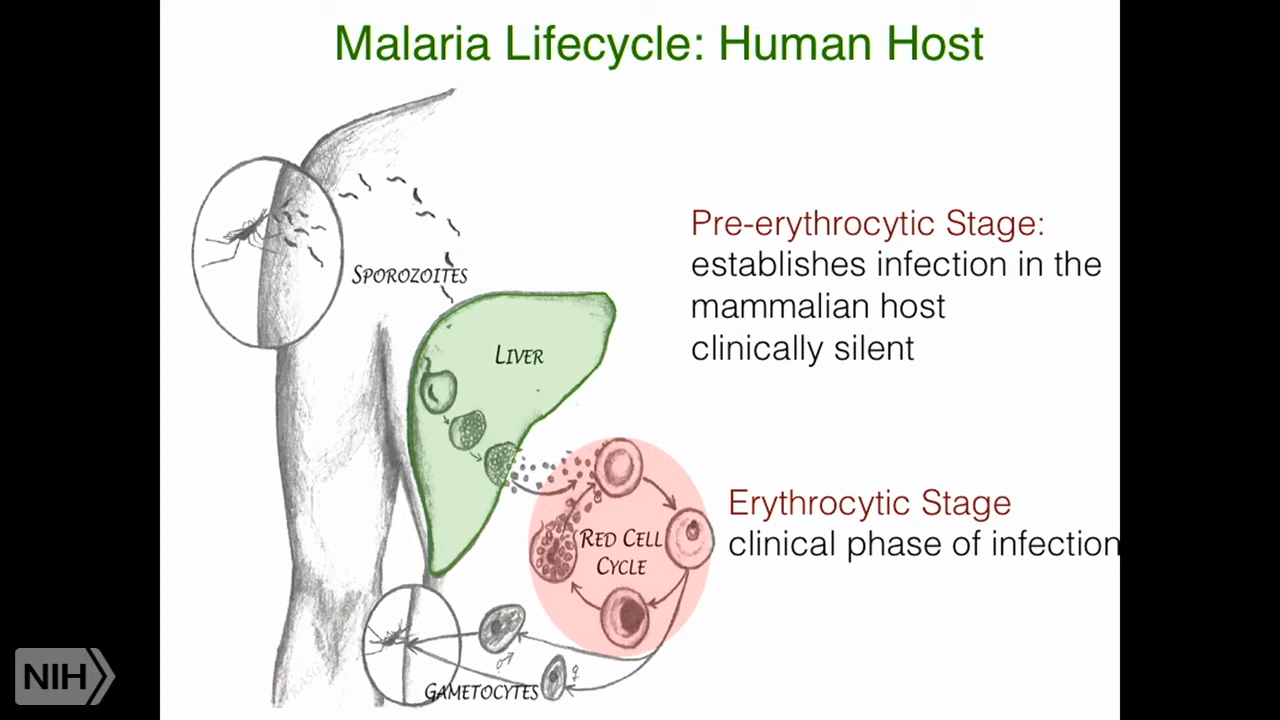 Malaria Lifecycle: Human Host
SPOROZOITES
LIVER
RED CELL
CYCLE
GAMETOCYTES
♂
♀
Pre-erythrocytic Stage:
establishes infection in the
mammalian host
clinically silent
Erythrocytic Stage
clinical phase of infection
NIH